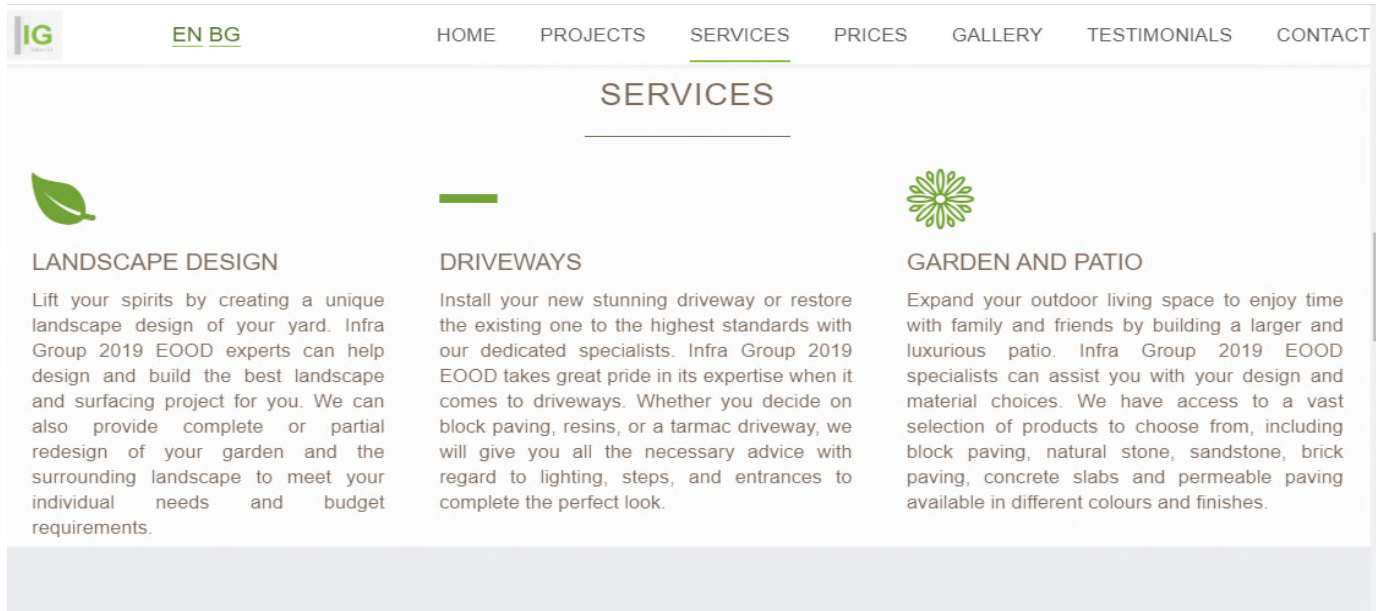 IG
EN BG
HOME PROJECTS SERVICES PRICES GALLERY TESTIMONIALS CONTACT
SERVICES
LANDSCAPE DESIGN
Lift your spirits by creating a unique
landscape design of your yard. Infra
Group 2019 EOOD experts can help
design and build the best landscape
and surfacing project for you. We can
also provide complete or partial
redesign of your garden and the
surrounding landscape to meet your
individual needs and budget
requirements.
DRIVEWAYS
Install your new stunning driveway or restore
the existing one to the highest standards with
our dedicated specialists. Infra Group 2019
EOOD takes great pride in its expertise when it
comes to driveways. Whether you decide on
block paving, resins, or a tarmac driveway, we
will give you all the necessary advice with
regard to lighting, steps, and entrances to
complete the perfect look.
GARDEN AND PATIO
Expand your outdoor living space to enjoy time
with family and friends by building a larger and
luxurious patio. Infra Group 2019 EOOD
specialists can assist you with your design and
material choices. We have access to a vast
selection of products to choose from, including
block paving, natural stone, sandstone, brick
paving, concrete slabs and permeable paving
available in different colours and finishes.